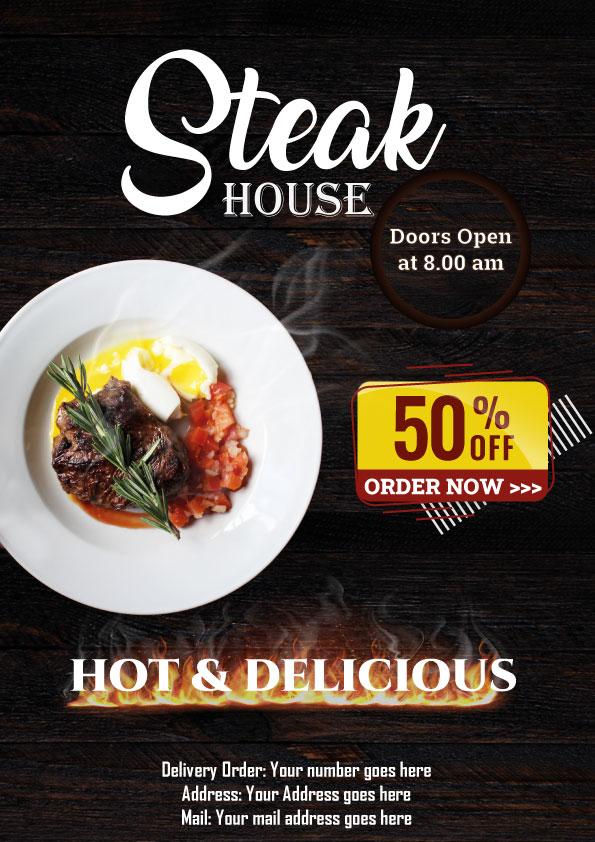 Steak
HOUSE
Doors Open
at 8.00 am
50% OFF
ORDER NOW >>>
HOT & DELICIOUS
Delivery Order: Your number goes here
Address: Your Address goes here
Mail: Your mail address goes here